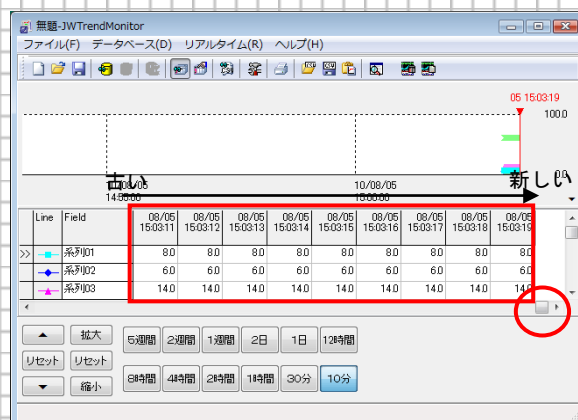 無題-JWTrendMonitor
ファイル(F) データベース(D) リアルタイム(R) ヘルプ(H)
05 15:03:19
100.0
0.0
古い 新しい
10/08/05
14:55:00
10/08/05
15:00:00
Line Field 08/05 15:03:11 08/05 15:03:12 08/05 15:03:13 08/05 15:03:14 08/05 15:03:15 08/05 15:03:16 08/05 15:03:17 08/05 15:03:18 08/05 15:03:19
>> 系列01 8.0 8.0 8.0 8.0 8.0 8.0 8.0 8.0 8.0
系列02 6.0 6.0 6.0 6.0 6.0 6.0 6.0 6.0 6.0
系列03 14.0 14.0 14.0 14.0 14.0 14.0 14.0 14.0 14.0
▲ 拡大 5週間 2週間 1週間 2日 1日 12時間
リセット リセット
▼ 縮小 8時間 4時間 2時間 1時間 30分 10分